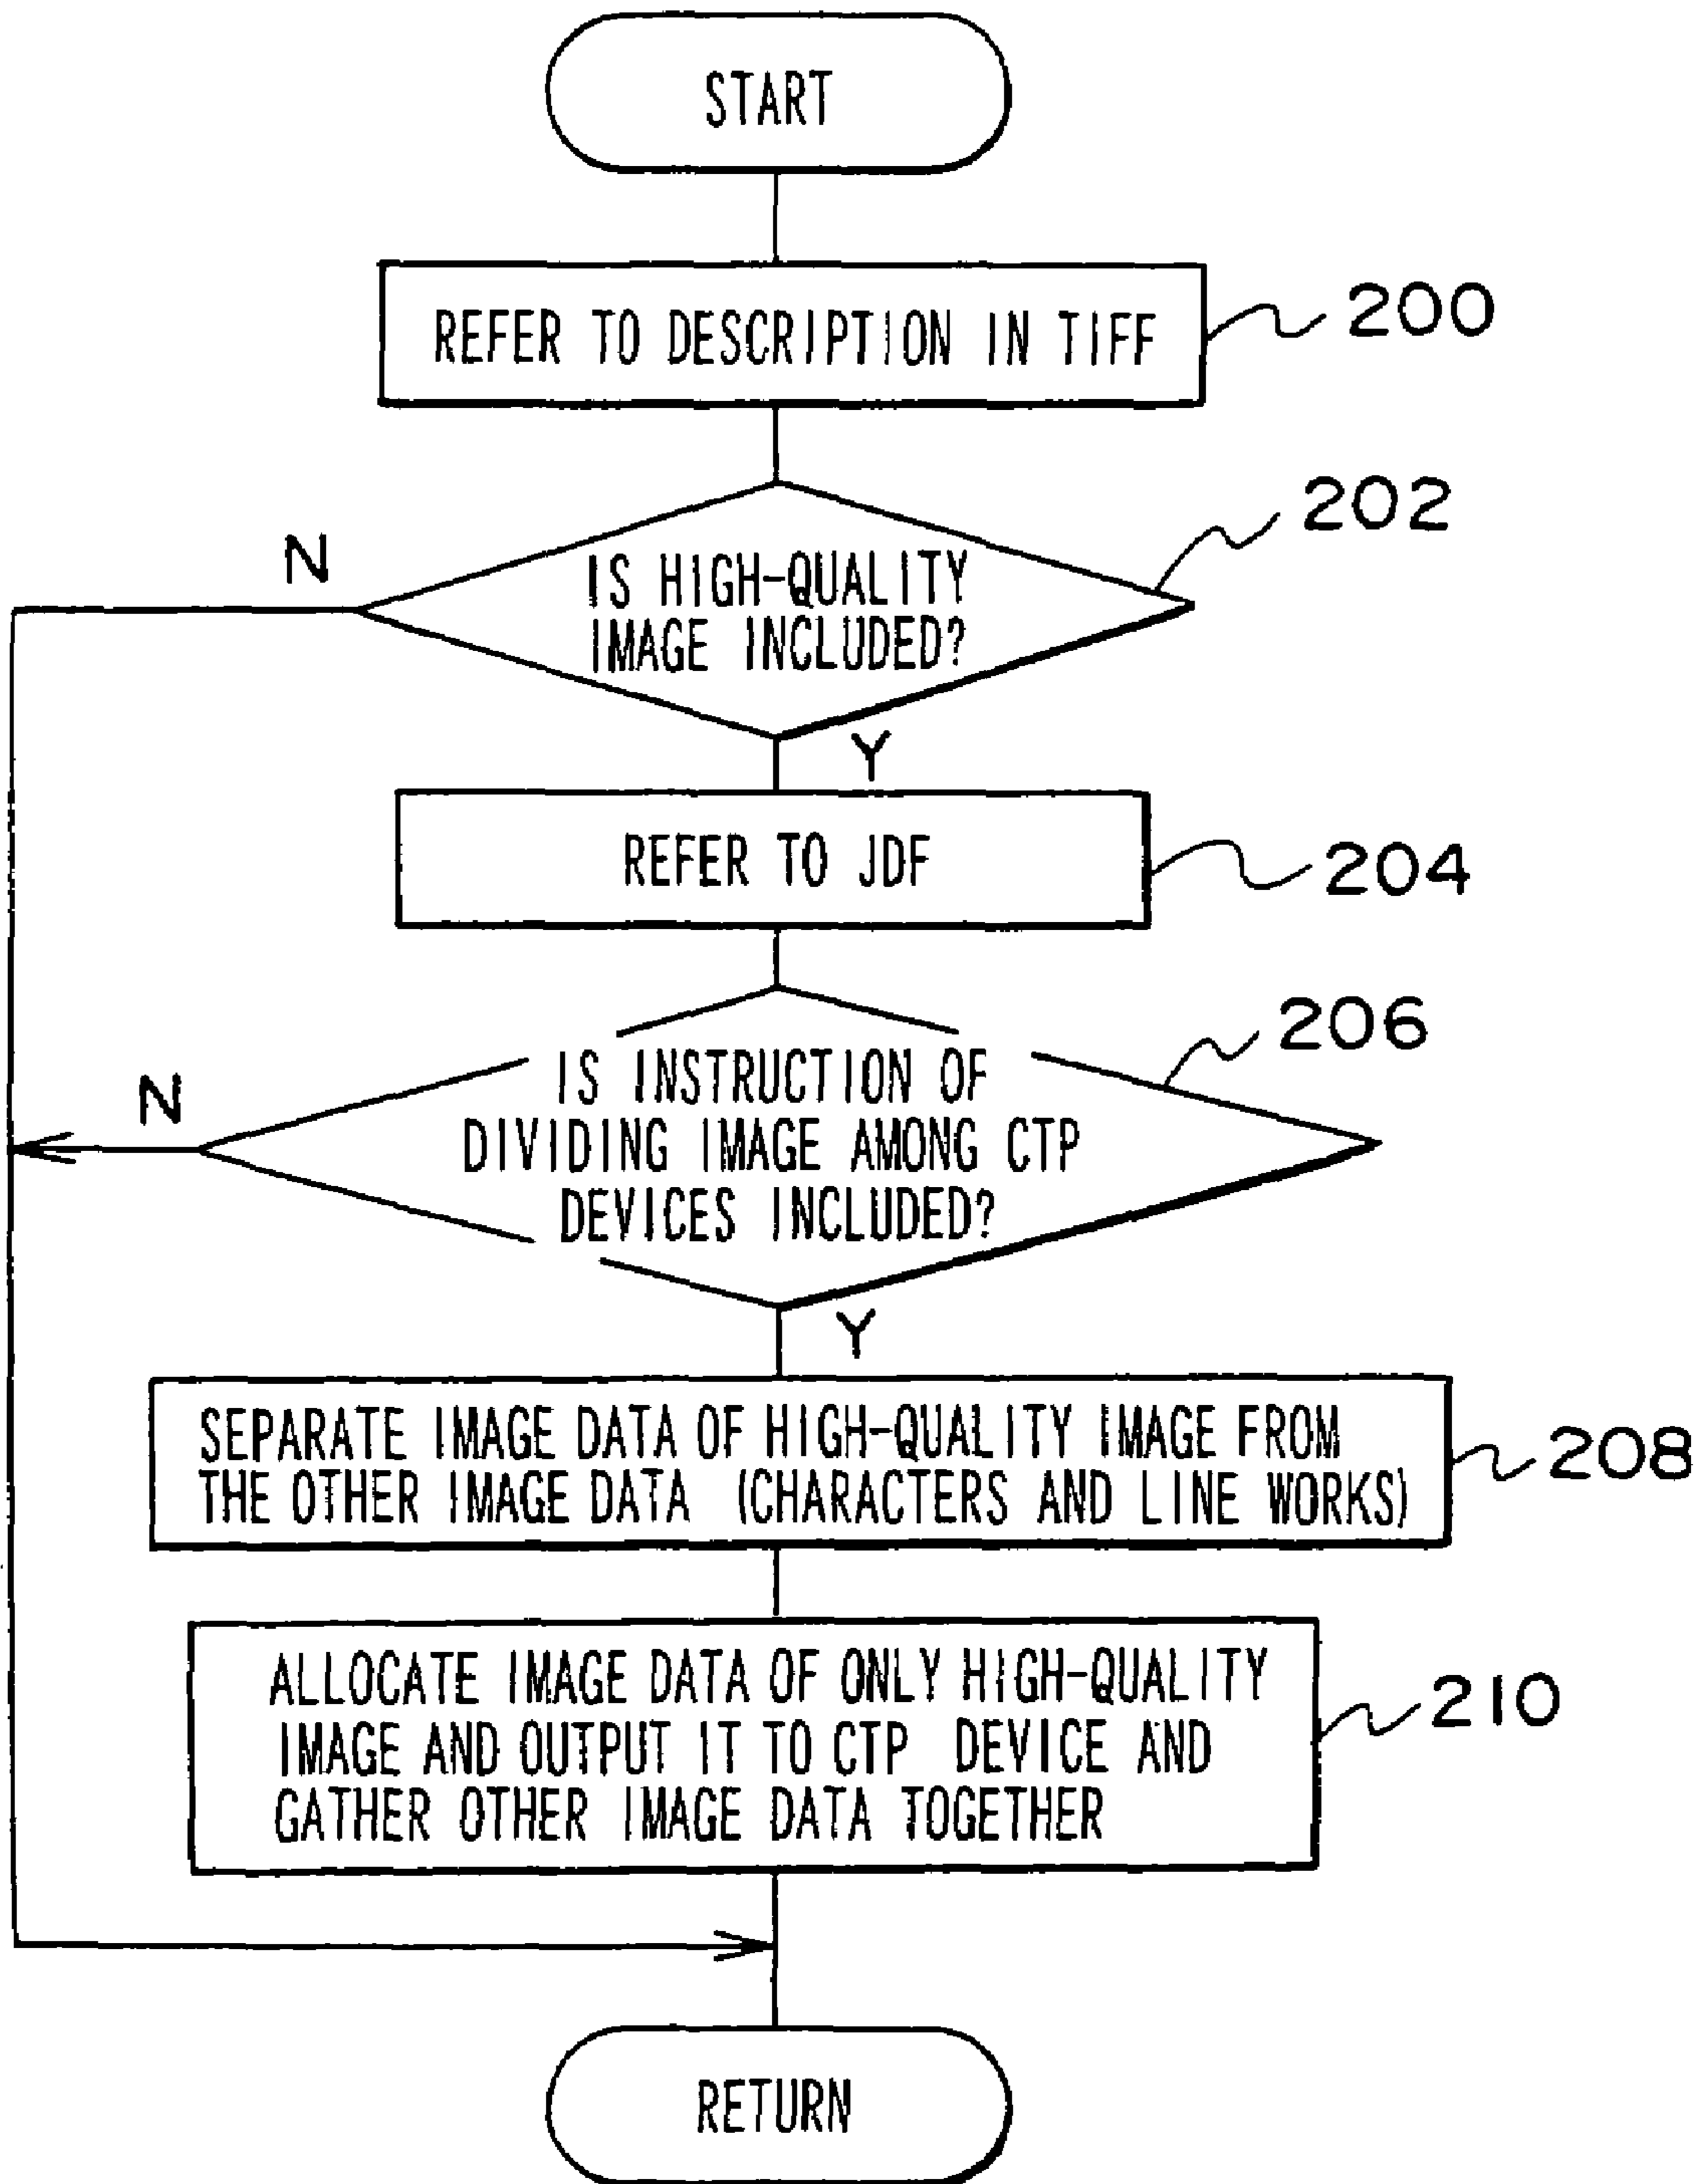 START
REFER TO DESCRIPTION IN TIFF
200
202
N
IS HIGH-QUALITY
IMAGE INCLUDED?
Y
REFER TO JDF
204
206
N
IS INSTRUCTION OF
DIVIDING IMAGE AMONG CTP
DEVICES INCLUDED?
Y
SEPARATE IMAGE DATA OF HIGH-QUALITY IMAGE FROM
THE OTHER IMAGE DATA (CHARACTERS AND LINE WORKS)
208
ALLOCATE IMAGE DATA OF ONLY HIGH-QUALITY
IMAGE AND OUTPUT IT TO CTP DEVICE AND
GATHER OTHER IMAGE DATA TOGETHER
210
RETURN